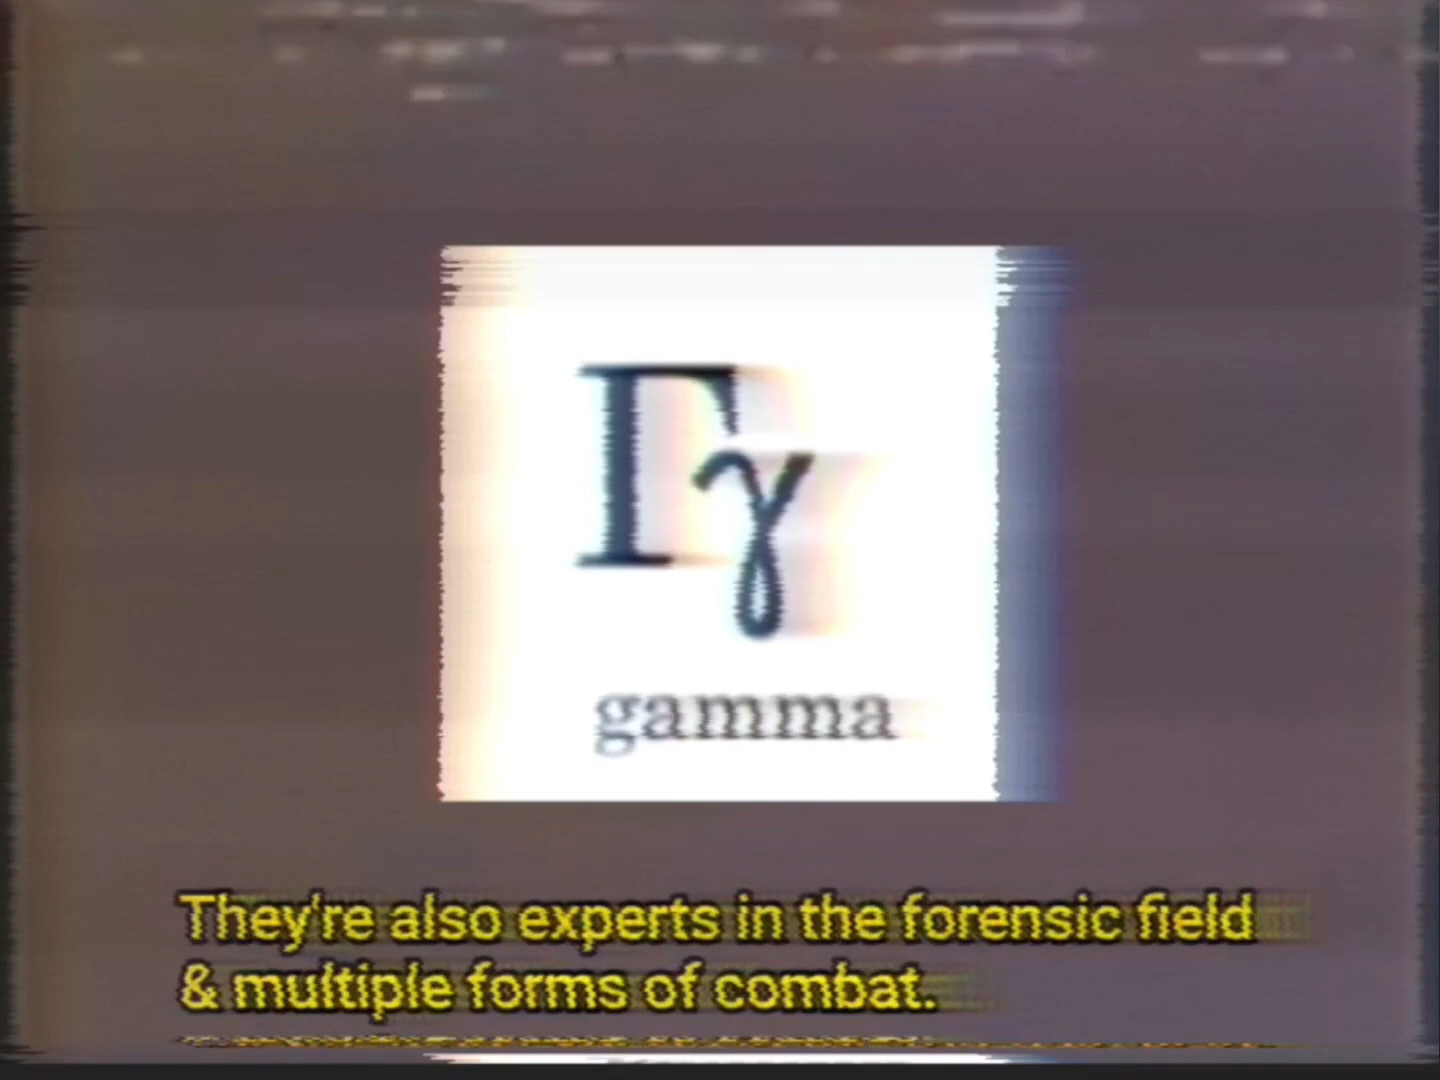 Γγ
gamma
They're also experts in the forensic field
& multiple forms of combat.